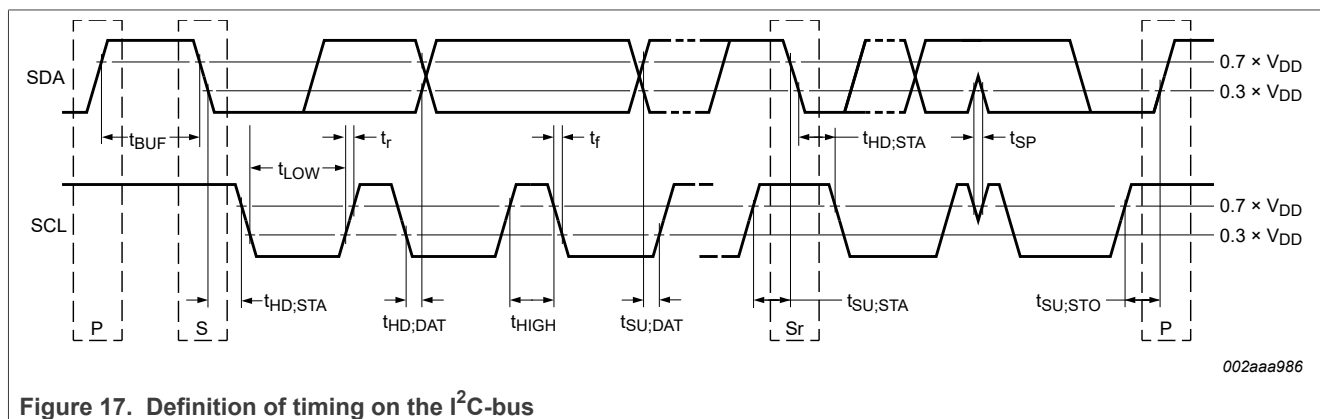 SDA
0.7 × VDD
0.3 × VDD
tBUF
tLOW
tr
tf
tHD;STA
tSP
SCL
0.7 × VDD
0.3 × VDD
tHD;STA
tHD;DAT
tHIGH
tSU;DAT
tSU;STA
tSU;STO
P
S
Sr
P
002aaa986
Figure 17. Definition of timing on the I²C-bus